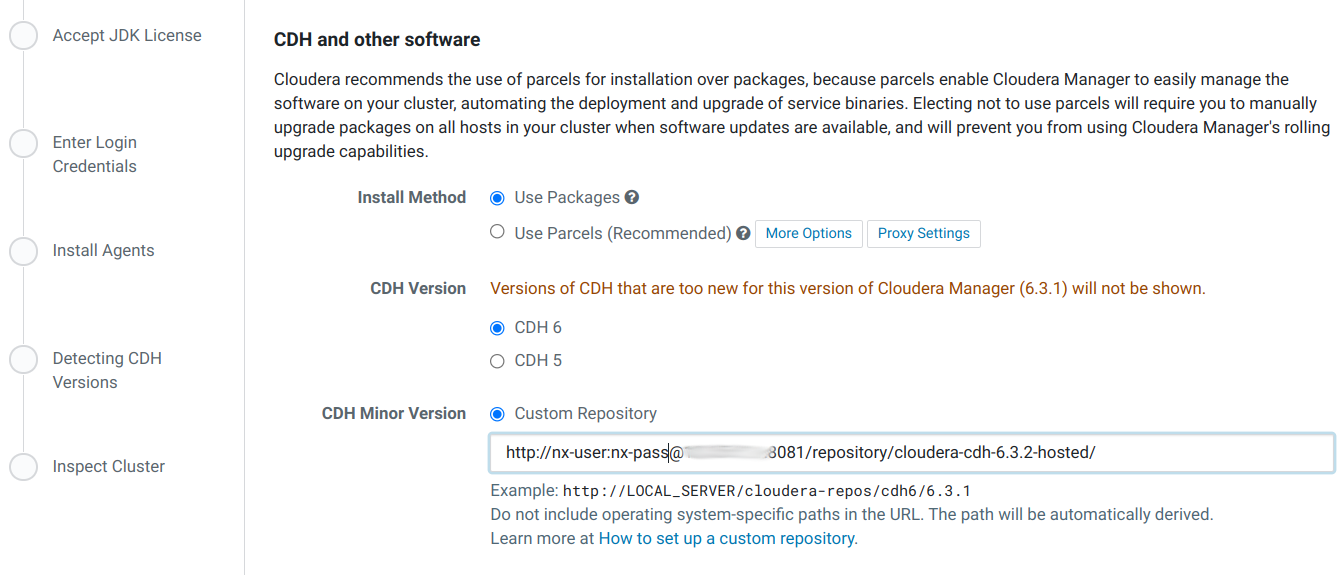 Accept JDK License
Enter Login
Credentials
Install Agents
Detecting CDH
Versions
Inspect Cluster
CDH and other software
Cloudera recommends the use of parcels for installation over packages, because parcels enable Cloudera Manager to easily manage the
software on your cluster, automating the deployment and upgrade of service binaries. Electing not to use parcels will require you to manually
upgrade packages on all hosts in your cluster when software updates are available, and will prevent you from using Cloudera Manager's rolling
upgrade capabilities.
Install Method Use Packages ?
Use Parcels (Recommended) ? More Options Proxy Settings
CDH Version Versions of CDH that are too new for this version of Cloudera Manager (6.3.1) will not be shown.
CDH 6
CDH 5
CDH Minor Version Custom Repository
http://nx-user:nx-pass@ :8081/repository/cloudera-cdh-6.3.2-hosted/
Example: http://LOCAL_SERVER/cloudera-repos/cdh6/6.3.1
Do not include operating system-specific paths in the URL. The path will be automatically derived.
Learn more at How to set up a custom repository.